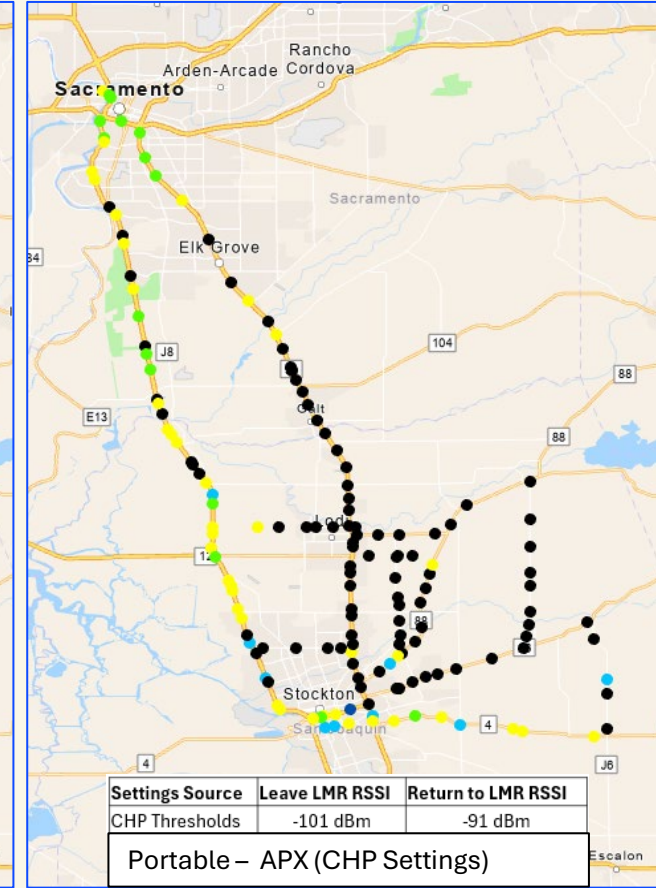 Rancho
Cordova
Arden-Arcade
Sacramento
Sacramento
Elk Grove
84
J8
104
88
E13
Galt
88
Lodi
12
88
Stockton
San Joaquin
4
4
J6
Settings Source Leave LMR RSSI Return to LMR RSSI
CHP Thresholds -101 dBm -91 dBm
Portable – APX (CHP Settings)
Escalon